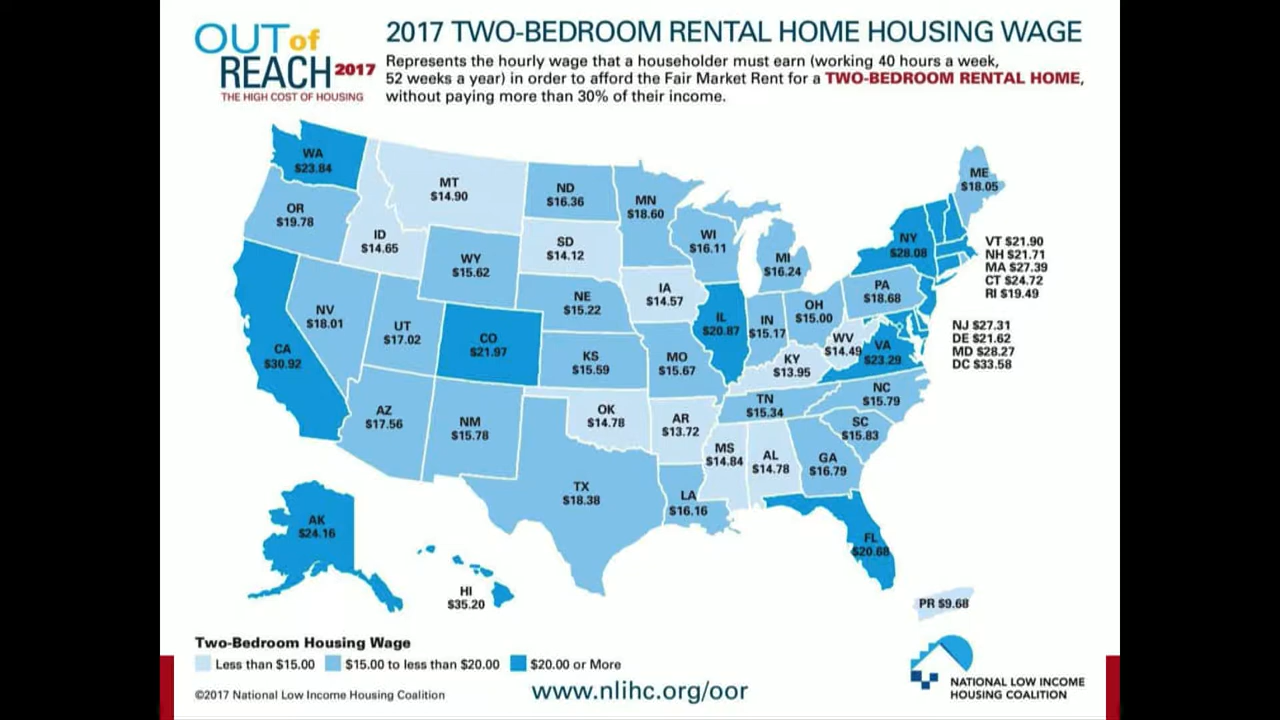 OUT of
REACH 2017
THE HIGH COST OF HOUSING
2017 TWO-BEDROOM RENTAL HOME HOUSING WAGE
Represents the hourly wage that a householder must earn (working 40 hours a week,
52 weeks a year) in order to afford the Fair Market Rent for a TWO-BEDROOM RENTAL HOME,
without paying more than 30% of their income.
WA
$23.84
MT
$14.90
ND
$16.36
MN
$18.60
ME
$18.05
OR
$19.78
ID
$14.65
SD
$14.12
WI
$16.11
NY
$28.08
WY
$15.62
MI
$16.24
VT $21.90
NH $21.71
MA $27.39
CT $24.72
RI $19.49
NE
$15.22
IA
$14.57
PA
$18.68
NV
$18.01
UT
$17.02
CO
$21.97
IL
$20.87
IN
$15.17
OH
$15.00
WV
$14.49
VA
$23.29
NJ $27.31
DE $21.62
MD $28.27
DC $33.58
CA
$30.92
KS
$15.59
MO
$15.67
KY
$13.95
NC
$15.79
AZ
$17.56
NM
$15.78
OK
$14.78
AR
$13.72
TN
$15.34
SC
$15.83
MS
$14.84
AL
$14.78
GA
$16.79
TX
$18.38
LA
$16.16
AK
$24.16
FL
$20.68
HI
$35.20
PR $9.68
Two-Bedroom Housing Wage
Less than $15.00
$15.00 to less than $20.00
$20.00 or More
©2017 National Low Income Housing Coalition
www.nlihc.org/oor
NATIONAL LOW INCOME
HOUSING COALITION